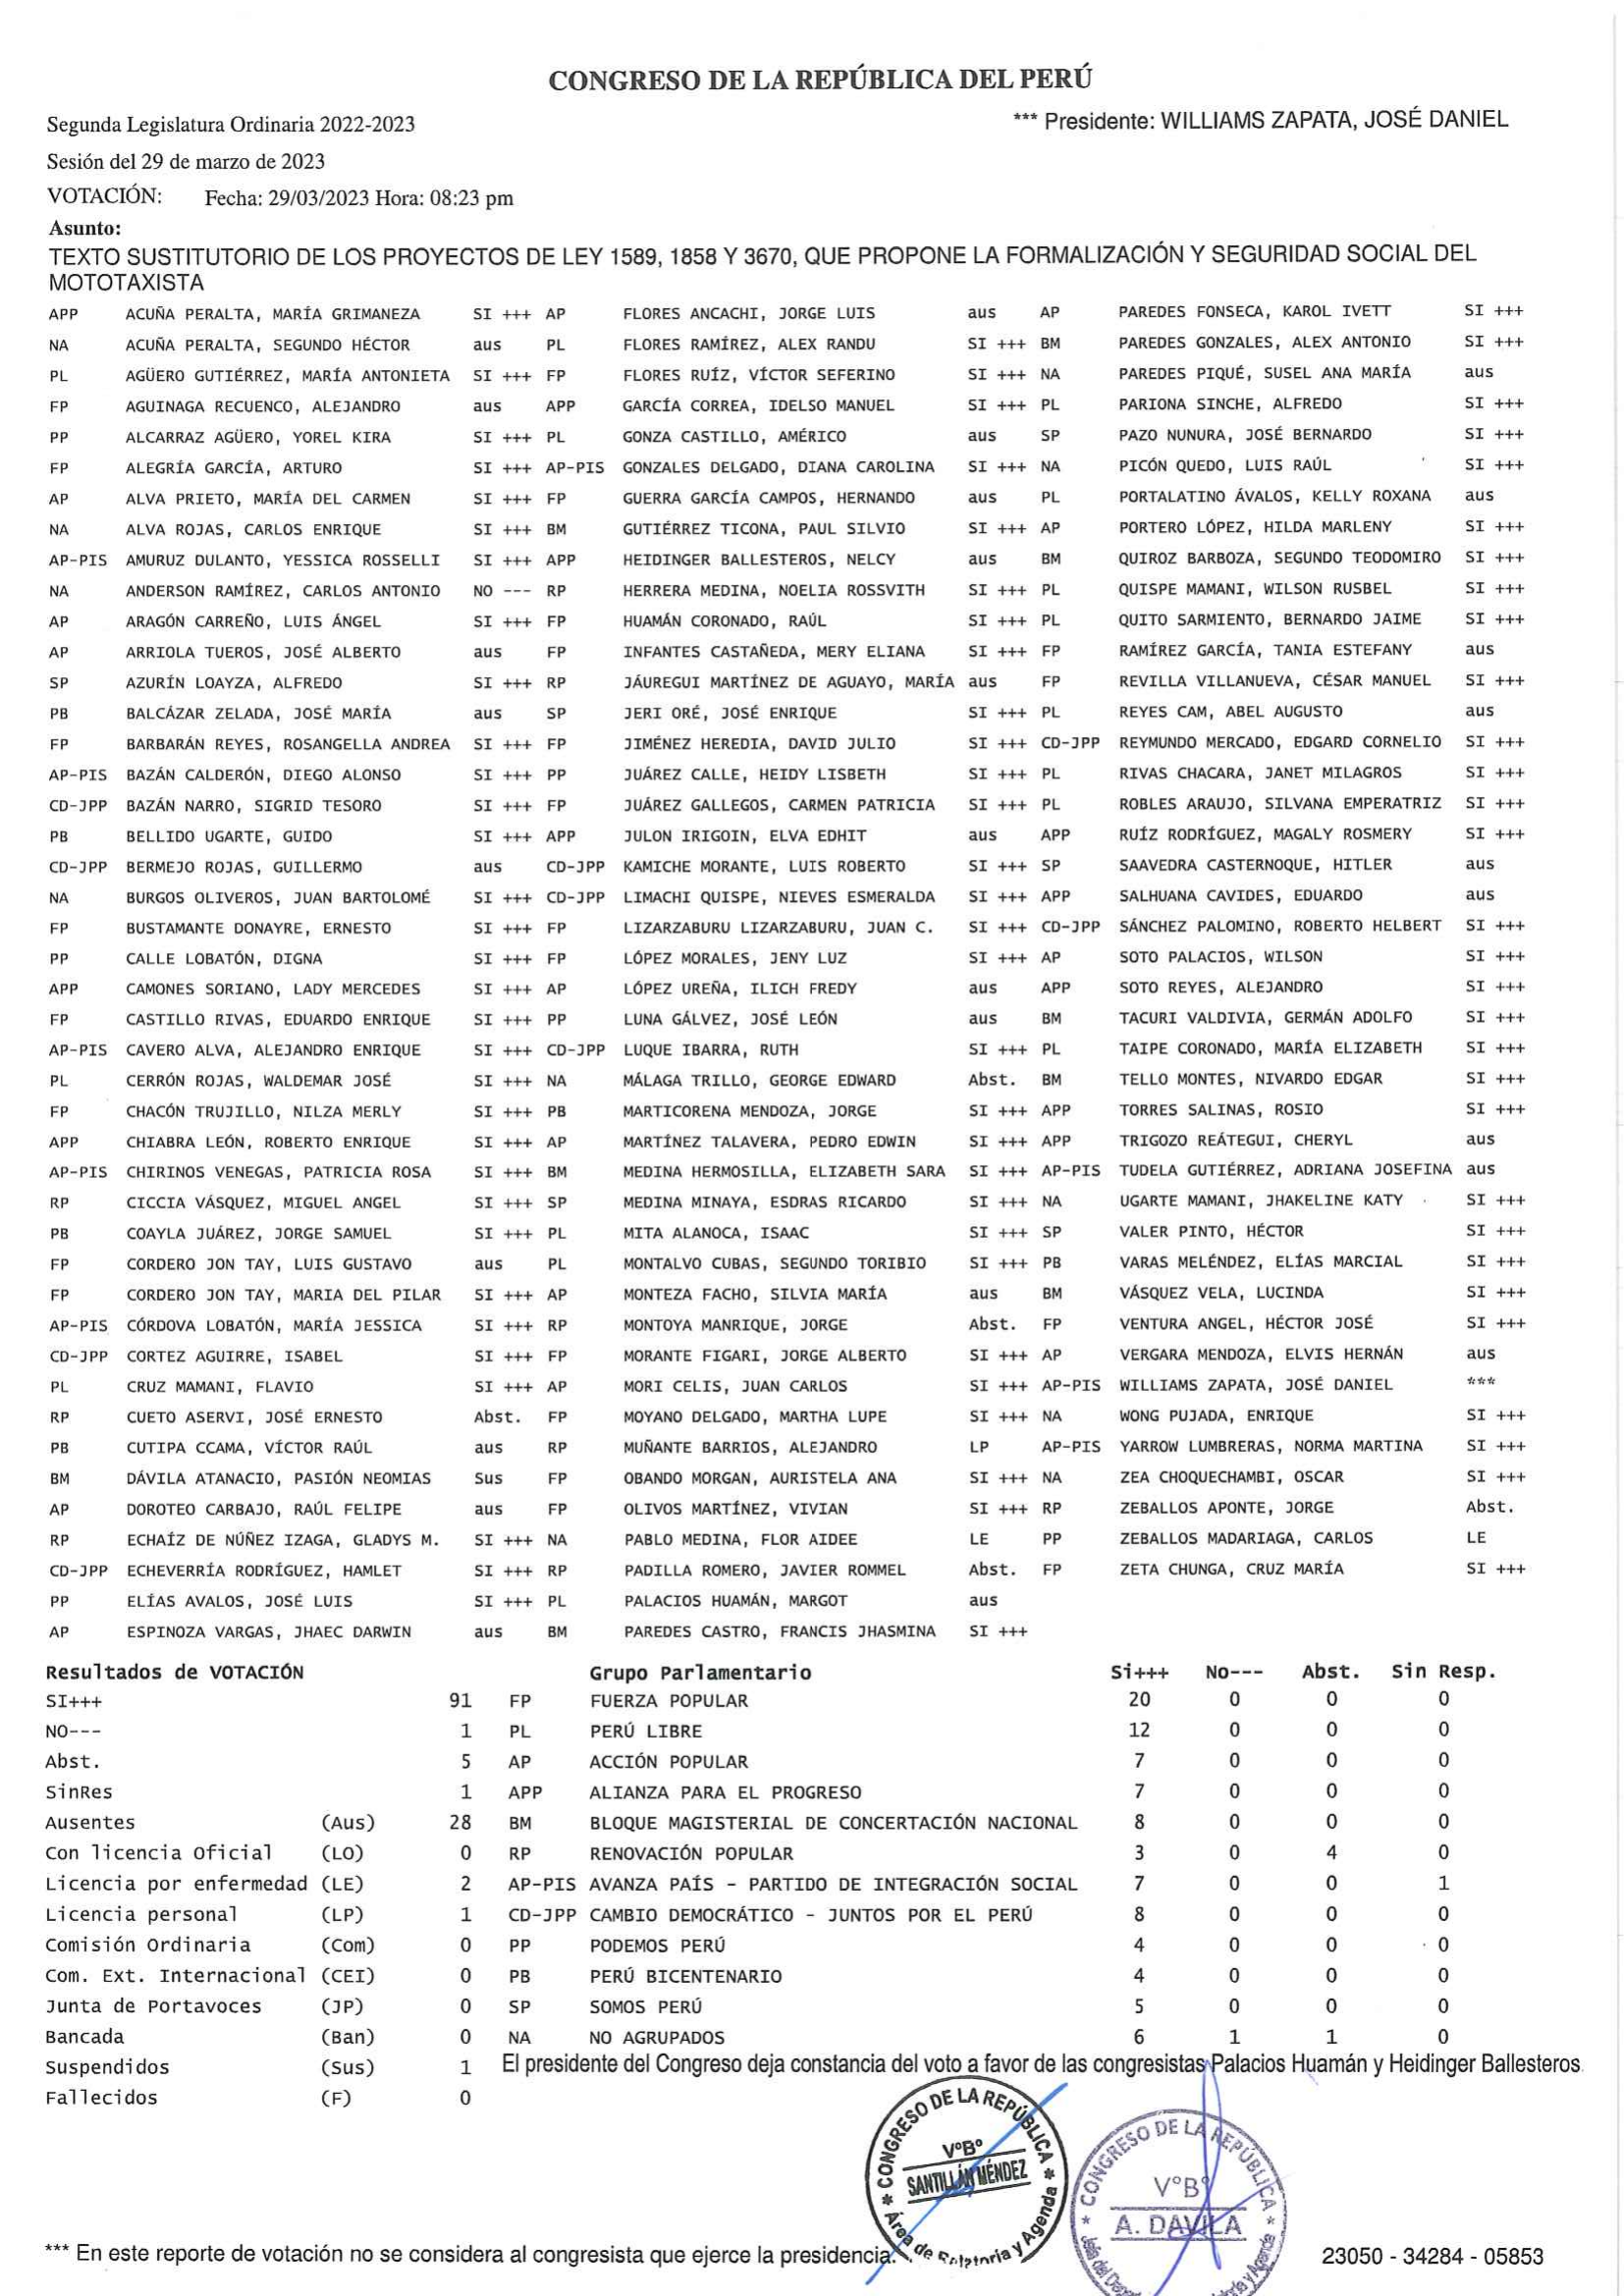 CONGRESO DE LA REPÚBLICA DEL PERÚ
Segunda Legislatura Ordinaria 2022-2023 *** Presidente: WILLIAMS ZAPATA, JOSÉ DANIEL
Sesión del 29 de marzo de 2023
VOTACIÓN: Fecha: 29/03/2023 Hora: 08:23 pm
Asunto:
TEXTO SUSTITUTORIO DE LOS PROYECTOS DE LEY 1589, 1858 Y 3670, QUE PROPONE LA FORMALIZACIÓN Y SEGURIDAD SOCIAL DEL
MOTOTAXISTA
APP ACUÑA PERALTA, MARÍA GRIMANEZA SI +++ AP FLORES ANCACHI, JORGE LUIS aus AP PAREDES FONSECA, KAROL IVETT SI +++
NA ACUÑA PERALTA, SEGUNDO HÉCTOR aus PL FLORES RAMÍREZ, ALEX RANDU SI +++ BM PAREDES GONZALES, ALEX ANTONIO SI +++
PL AGÜERO GUTIÉRREZ, MARÍA ANTONIETA SI +++ FP FLORES RUÍZ, VÍCTOR SEFERINO SI +++ NA PAREDES PIQUÉ, SUSEL ANA MARÍA aus
FP AGUINAGA RECUENCO, ALEJANDRO aus APP GARCÍA CORREA, IDELSO MANUEL SI +++ PL PARIONA SINCHE, ALFREDO SI +++
PP ALCARRAZ AGÜERO, YOREL KIRA SI +++ PL GONZA CASTILLO, AMÉRICO aus SP PAZO NUNURA, JOSÉ BERNARDO SI +++
FP ALEGRÍA GARCÍA, ARTURO SI +++ AP-PIS GONZALES DELGADO, DIANA CAROLINA SI +++ NA PICÓN QUEDO, LUIS RAÚL SI +++
AP ALVA PRIETO, MARÍA DEL CARMEN SI +++ FP GUERRA GARCÍA CAMPOS, HERNANDO aus PL PORTALATINO ÁVALOS, KELLY ROXANA aus
NA ALVA ROJAS, CARLOS ENRIQUE SI +++ BM GUTIÉRREZ TICONA, PAUL SILVIO SI +++ AP PORTERO LÓPEZ, HILDA MARLENY SI +++
AP-PIS AMURUZ DULANTO, YESSICA ROSSELLI SI +++ APP HEIDINGER BALLESTEROS, NELCY aus BM QUIROZ BARBOZA, SEGUNDO TEODOMIRO SI +++
NA ANDERSON RAMÍREZ, CARLOS ANTONIO NO --- RP HERRERA MEDINA, NOELIA ROSSVITH SI +++ PL QUISPE MAMANI, WILSON RUSBEL SI +++
AP ARAGÓN CARREÑO, LUIS ÁNGEL SI +++ FP HUAMÁN CORONADO, RAÚL SI +++ PL QUITO SARMIENTO, BERNARDO JAIME SI +++
AP ARRIOLA TUEROS, JOSÉ ALBERTO aus FP INFANTES CASTAÑEDA, MERY ELIANA SI +++ FP RAMÍREZ GARCÍA, TANIA ESTEFANY aus
SP AZURÍN LOAYZA, ALFREDO SI +++ RP JÁUREGUI MARTÍNEZ DE AGUAYO, MARÍA aus FP REVILLA VILLANUEVA, CÉSAR MANUEL SI +++
PB BALCÁZAR ZELADA, JOSÉ MARÍA aus SP JERI ORÉ, JOSÉ ENRIQUE SI +++ PL REYES CAM, ABEL AUGUSTO aus
FP BARBARÁN REYES, ROSANGELLA ANDREA SI +++ FP JIMÉNEZ HEREDIA, DAVID JULIO SI +++ CD-JPP REYMUNDO MERCADO, EDGARD CORNELIO SI +++
AP-PIS BAZÁN CALDERÓN, DIEGO ALONSO SI +++ PP JUÁREZ CALLE, HEIDY LISBETH SI +++ PL RIVAS CHACARA, JANET MILAGROS SI +++
CD-JPP BAZÁN NARRO, SIGRID TESORO SI +++ FP JUÁREZ GALLEGOS, CARMEN PATRICIA SI +++ PL ROBLES ARAUJO, SILVANA EMPERATRIZ SI +++
PB BELLIDO UGARTE, GUIDO SI +++ APP JULON IRIGOIN, ELVA EDHIT aus APP RUÍZ RODRÍGUEZ, MAGALY ROSMERY SI +++
CD-JPP BERMEJO ROJAS, GUILLERMO aus CD-JPP KAMICHE MORANTE, LUIS ROBERTO SI +++ SP SAAVEDRA CASTERNOQUE, HITLER aus
NA BURGOS OLIVEROS, JUAN BARTOLOMÉ SI +++ CD-JPP LIMACHI QUISPE, NIEVES ESMERALDA SI +++ APP SALHUANA CAVIDES, EDUARDO aus
FP BUSTAMANTE DONAYRE, ERNESTO SI +++ FP LIZARZABURU LIZARZABURU, JUAN C. SI +++ CD-JPP SÁNCHEZ PALOMINO, ROBERTO HELBERT SI +++
PP CALLE LOBATÓN, DIGNA SI +++ FP LÓPEZ MORALES, JENY LUZ SI +++ AP SOTO PALACIOS, WILSON SI +++
APP CAMONES SORIANO, LADY MERCEDES SI +++ AP LÓPEZ UREÑA, ILICH FREDY aus APP SOTO REYES, ALEJANDRO SI +++
FP CASTILLO RIVAS, EDUARDO ENRIQUE SI +++ PP LUNA GÁLVEZ, JOSÉ LEÓN aus BM TACURI VALDIVIA, GERMÁN ADOLFO SI +++
AP-PIS CAVERO ALVA, ALEJANDRO ENRIQUE SI +++ CD-JPP LUQUE IBARRA, RUTH SI +++ PL TAIPE CORONADO, MARÍA ELIZABETH SI +++
PL CERRÓN ROJAS, WALDEMAR JOSÉ SI +++ NA MÁLAGA TRILLO, GEORGE EDWARD Abst. BM TELLO MONTES, NIVARDO EDGAR SI +++
FP CHACÓN TRUJILLO, NILZA MERLY SI +++ PB MARTICORENA MENDOZA, JORGE SI +++ APP TORRES SALINAS, ROSIO SI +++
APP CHIABRA LEÓN, ROBERTO ENRIQUE SI +++ AP MARTÍNEZ TALAVERA, PEDRO EDWIN SI +++ APP TRIGOZO REÁTEGUI, CHERYL aus
AP-PIS CHIRINOS VENEGAS, PATRICIA ROSA SI +++ BM MEDINA HERMOSILLA, ELIZABETH SARA SI +++ AP-PIS TUDELA GUTIÉRREZ, ADRIANA JOSEFINA aus
RP CICCIA VÁSQUEZ, MIGUEL ANGEL SI +++ SP MEDINA MINAYA, ESDRAS RICARDO SI +++ NA UGARTE MAMANI, JHAKELINE KATY SI +++
PB COAYLA JUÁREZ, JORGE SAMUEL SI +++ PL MITA ALANOCA, ISAAC SI +++ SP VALER PINTO, HÉCTOR SI +++
FP CORDERO JON TAY, LUIS GUSTAVO aus PL MONTALVO CUBAS, SEGUNDO TORIBIO SI +++ PB VARAS MELÉNDEZ, ELÍAS MARCIAL SI +++
FP CORDERO JON TAY, MARIA DEL PILAR SI +++ AP MONTEZA FACHO, SILVIA MARÍA aus BM VÁSQUEZ VELA, LUCINDA SI +++
AP-PIS CÓRDOVA LOBATÓN, MARÍA JESSICA SI +++ RP MONTOYA MANRIQUE, JORGE Abst. FP VENTURA ANGEL, HÉCTOR JOSÉ SI +++
CD-JPP CORTEZ AGUIRRE, ISABEL SI +++ FP MORANTE FIGARI, JORGE ALBERTO SI +++ AP VERGARA MENDOZA, ELVIS HERNÁN aus
PL CRUZ MAMANI, FLAVIO SI +++ AP MORI CELIS, JUAN CARLOS SI +++ AP-PIS WILLIAMS ZAPATA, JOSÉ DANIEL ***
RP CUETO ASERVI, JOSÉ ERNESTO Abst. FP MOYANO DELGADO, MARTHA LUPE SI +++ NA WONG PUJADA, ENRIQUE SI +++
PB CUTIPA CCAMA, VÍCTOR RAÚL aus RP MUÑANTE BARRIOS, ALEJANDRO LP AP-PIS YARROW LUMBRERAS, NORMA MARTINA SI +++
BM DÁVILA ATANACIO, PASIÓN NEOMIAS Sus FP OBANDO MORGAN, AURISTELA ANA SI +++ NA ZEA CHOQUECHAMBI, OSCAR SI +++
AP DOROTEO CARBAJO, RAÚL FELIPE aus FP OLIVOS MARTÍNEZ, VIVIAN SI +++ RP ZEBALLOS APONTE, JORGE Abst.
RP ECHAÍZ DE NÚÑEZ IZAGA, GLADYS M. SI +++ NA PABLO MEDINA, FLOR AIDEE LE PP ZEBALLOS MADARIAGA, CARLOS LE
CD-JPP ECHEVERRÍA RODRÍGUEZ, HAMLET SI +++ RP PADILLA ROMERO, JAVIER ROMMEL Abst. FP ZETA CHUNGA, CRUZ MARÍA SI +++
PP ELÍAS AVALOS, JOSÉ LUIS SI +++ PL PALACIOS HUAMÁN, MARGOT aus
AP ESPINOZA VARGAS, JHAEC DARWIN aus BM PAREDES CASTRO, FRANCIS JHASMINA SI +++
Resultados de VOTACIÓN Grupo Parlamentario Si+++ No--- Abst. Sin Resp.
SI+++ 91 FP FUERZA POPULAR 20 0 0 0
NO--- 1 PL PERÚ LIBRE 12 0 0 0
Abst. 5 AP ACCIÓN POPULAR 7 0 0 0
SinRes 1 APP ALIANZA PARA EL PROGRESO 7 0 0 0
Ausentes (Aus) 28 BM BLOQUE MAGISTERIAL DE CONCERTACIÓN NACIONAL 8 0 0 0
Con licencia Oficial (LO) 0 RP RENOVACIÓN POPULAR 3 0 4 0
Licencia por enfermedad (LE) 2 AP-PIS AVANZA PAÍS - PARTIDO DE INTEGRACIÓN SOCIAL 7 0 0 1
Licencia personal (LP) 1 CD-JPP CAMBIO DEMOCRÁTICO - JUNTOS POR EL PERÚ 8 0 0 0
Comisión Ordinaria (Com) 0 PP PODEMOS PERÚ 4 0 0 0
Com. Ext. Internacional (CEI) 0 PB PERÚ BICENTENARIO 4 0 0 0
Junta de Portavoces (JP) 0 SP SOMOS PERÚ 5 0 0 0
Bancada (Ban) 0 NA NO AGRUPADOS 6 1 1 0
Suspendidos (Sus) 1 El presidente del Congreso deja constancia del voto a favor de las congresistas Palacios Huamán y Heidinger Ballesteros.
Fallecidos (F) 0
CONGRESO DE LA REPÚBLICA
V°B°
SANTILLÁN MÉNDEZ
Área de Relatoría y Agenda
CONGRESO DE LA REPÚBLICA
V°B°
A. DAVILA
*** En este reporte de votación no se considera al congresista que ejerce la presidencia. 23050 - 34284 - 05853